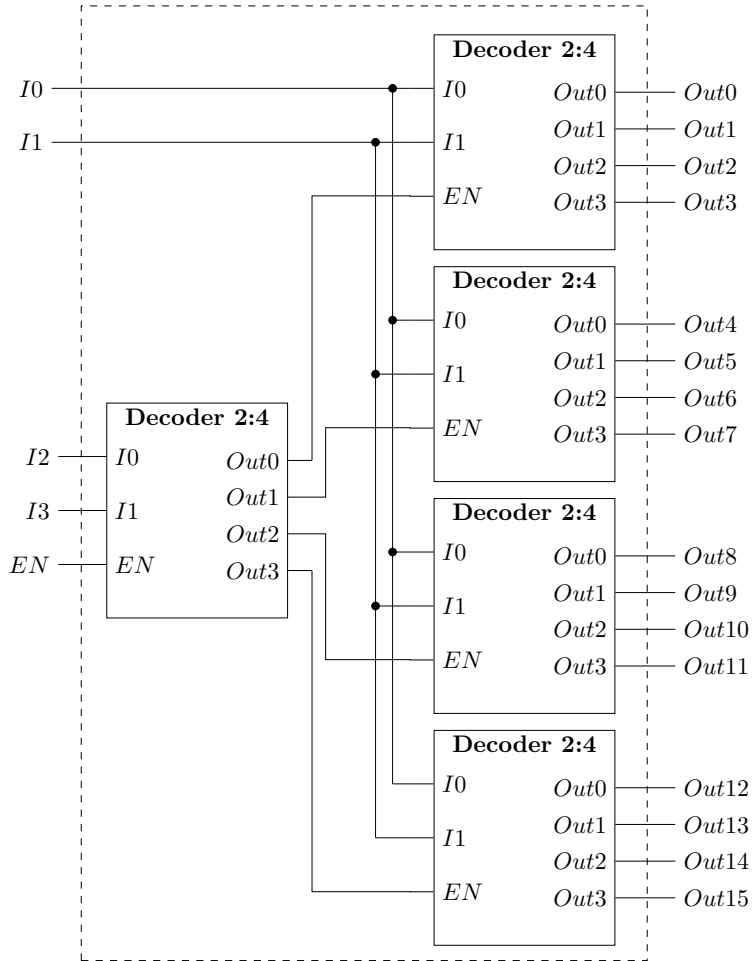 Decoder 2:4
I0
I1
I0
I1
EN
Out0
Out1
Out2
Out3
Out0
Out1
Out2
Out3
Decoder 2:4
I0
I1
EN
Out0
Out1
Out2
Out3
Out4
Out5
Out6
Out7
Decoder 2:4
I2
I3
EN
I0
I1
EN
Out0
Out1
Out2
Out3
Decoder 2:4
I0
I1
EN
Out0
Out1
Out2
Out3
Out8
Out9
Out10
Out11
Decoder 2:4
I0
I1
EN
Out0
Out1
Out2
Out3
Out12
Out13
Out14
Out15